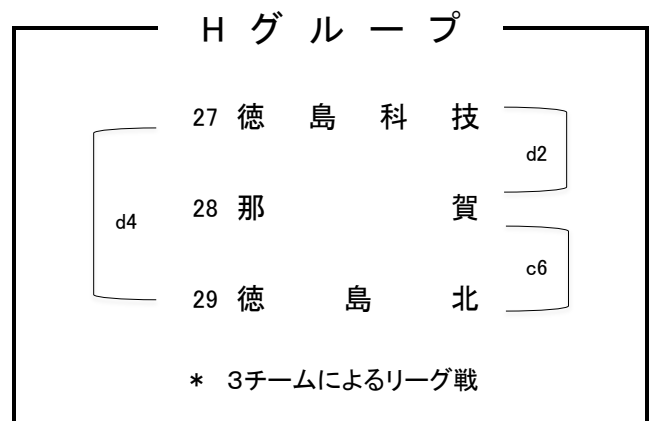 Hグループ
27 徳島科技
d2
28 那賀
d4
c6
29 徳島北
* 3チームによるリーグ戦